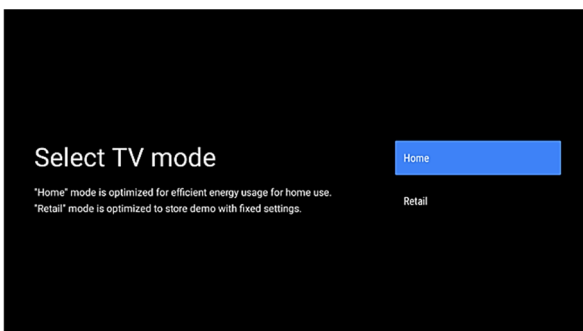 Select TV mode
"Home" mode is optimized for efficient energy usage for home use.
"Retail" mode is optimized to store demo with fixed settings.
Home
Retail